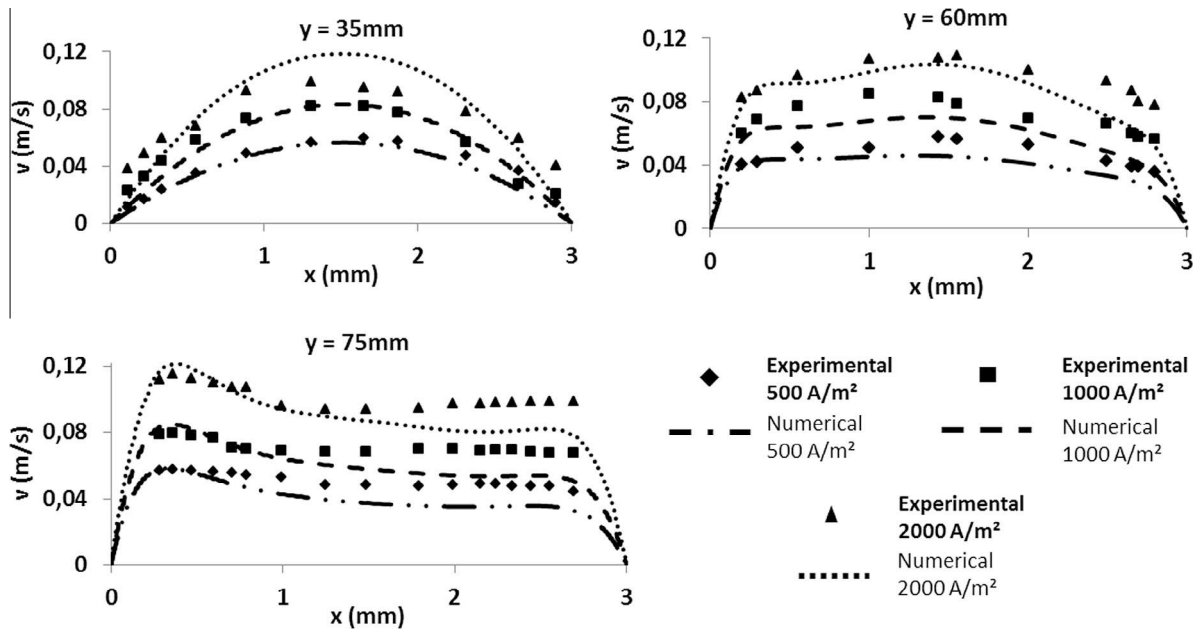 y = 35mm
0,12
0,08
0,04
0
v (m/s)
0 1 2 3
x (mm)
y = 60mm
0,12
0,08
0,04
0
v (m/s)
0 1 2 3
x (mm)
y = 75mm
0,12
0,08
0,04
0
v (m/s)
0 1 2 3
x (mm)
Experimental
500 A/m²
Numerical
500 A/m²
Experimental
1000 A/m²
Numerical
1000 A/m²
Experimental
2000 A/m²
Numerical
2000 A/m²